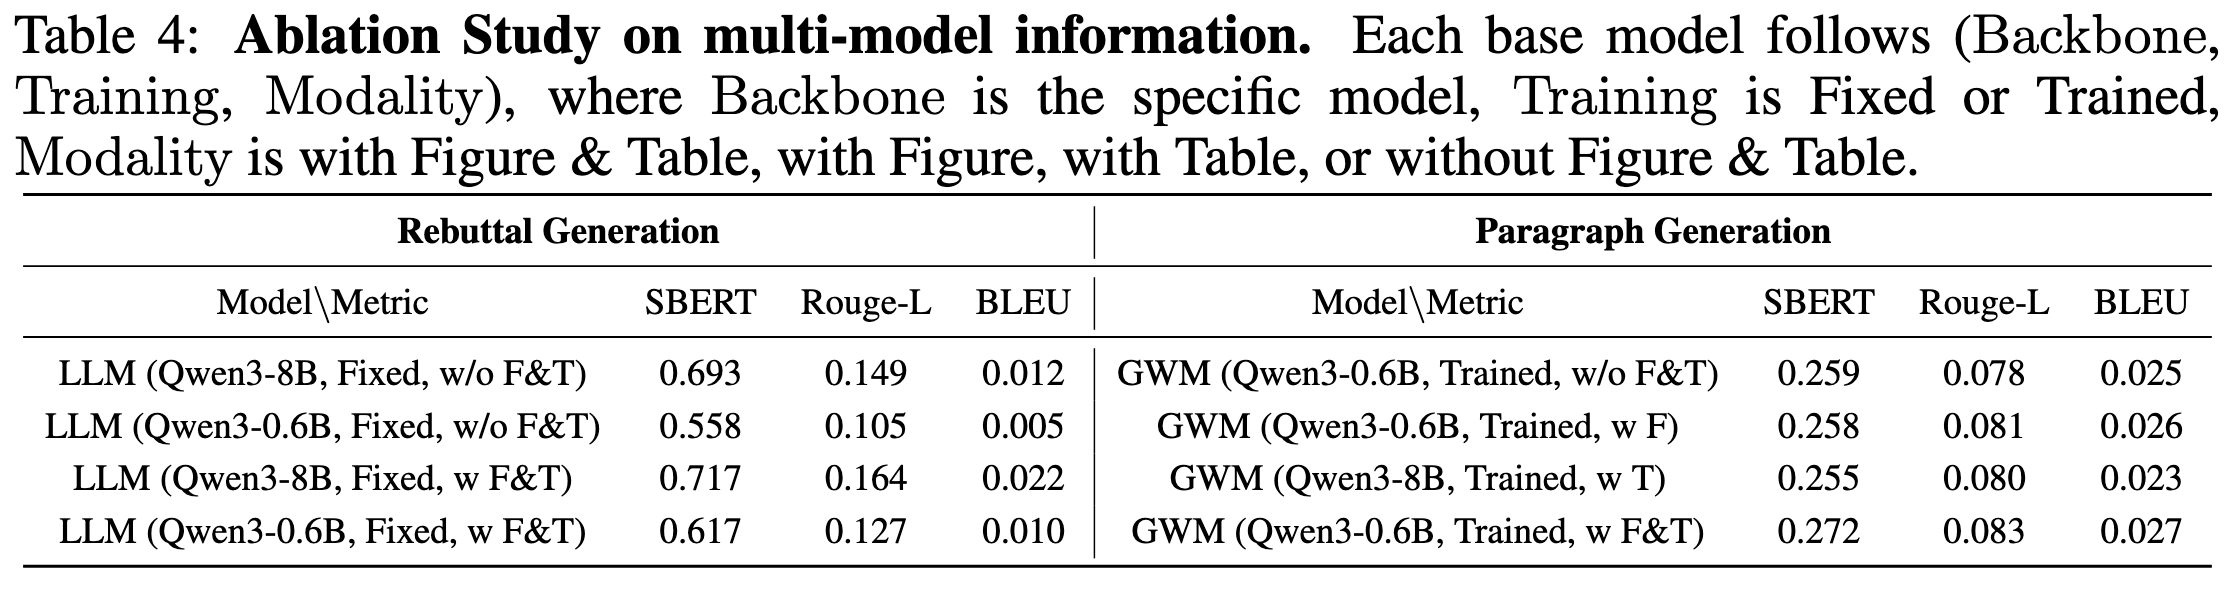 Table 4: Ablation Study on multi-model information. Each base model follows (Backbone,
Training, Modality), where Backbone is the specific model, Training is Fixed or Trained,
Modality is with Figure & Table, with Figure, with Table, or without Figure & Table.
Rebuttal Generation Paragraph Generation
Model\Metric SBERT Rouge-L BLEU Model\Metric SBERT Rouge-L BLEU
LLM (Qwen3-8B, Fixed, w/o F&T) 0.693 0.149 0.012 GWM (Qwen3-0.6B, Trained, w/o F&T) 0.259 0.078 0.025
LLM (Qwen3-0.6B, Fixed, w/o F&T) 0.558 0.105 0.005 GWM (Qwen3-0.6B, Trained, w F) 0.258 0.081 0.026
LLM (Qwen3-8B, Fixed, w F&T) 0.717 0.164 0.022 GWM (Qwen3-8B, Trained, w T) 0.255 0.080 0.023
LLM (Qwen3-0.6B, Fixed, w F&T) 0.617 0.127 0.010 GWM (Qwen3-0.6B, Trained, w F&T) 0.272 0.083 0.027